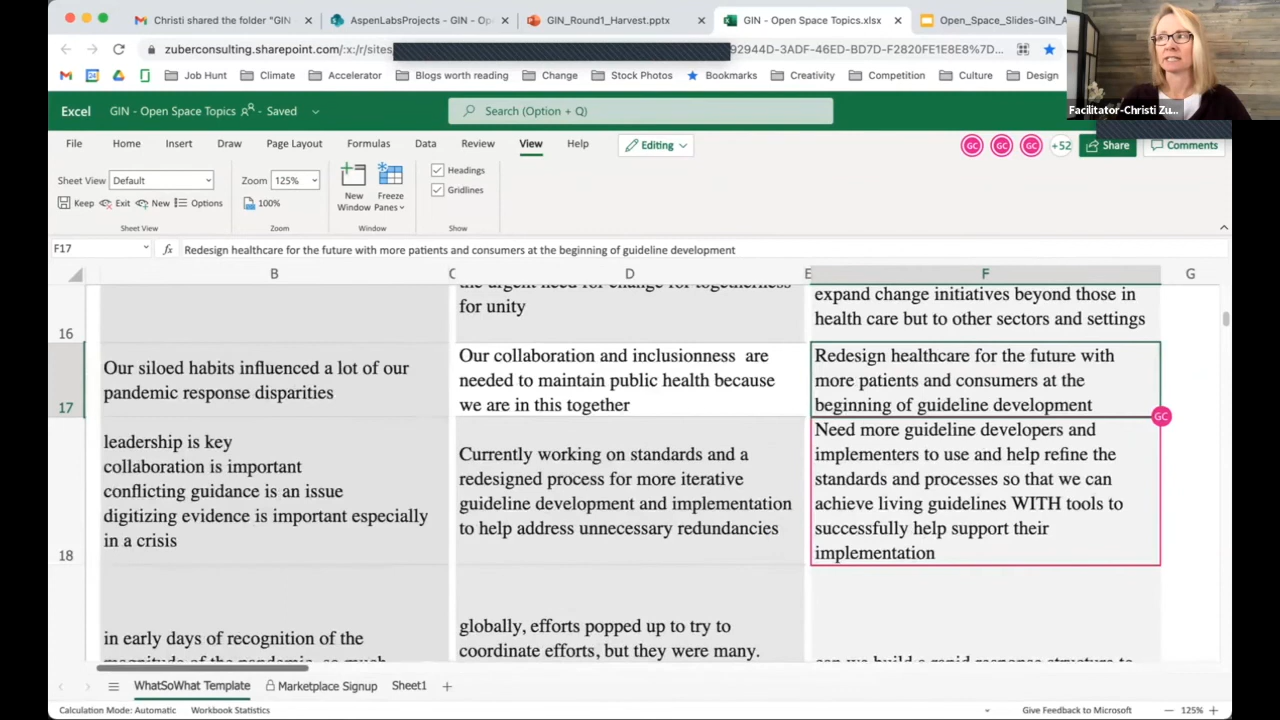 Christi shared the folder "GIN
AspenLabsProjects - GIN - Op
GIN_Round1_Harvest.pptx
GIN - Open Space Topics.xlsx
Open_Space_Slides-GIN_A
zuberconsulting.sharepoint.com/:x:/r/sites
92944D-3ADF-46ED-BD7D-F2820FE1E8E8%7D...
Job Hunt
Climate
Accelerator
Blogs worth reading
Change
Stock Photos
Bookmarks
Creativity
Competition
Culture
Design
Facilitator-Christi Zu...
Excel
GIN - Open Space Topics
- Saved
Search (Option + Q)
File
Home
Insert
Draw
Page Layout
Formulas
Data
Review
View
Help
Editing
GC
GC
GC
+52
Share
Comments
Sheet View
Default
Keep
Exit
New
Options
Sheet View
Zoom
125%
100%
Zoom
New
Window
Freeze
Panes
Window
Headings
Gridlines
Show
F17
fx
Redesign healthcare for the future with more patients and consumers at the beginning of guideline development
B
C
D
E
F
G
for unity
expand change initiatives beyond those in
health care but to other sectors and settings
16
Our siloed habits influenced a lot of our
pandemic response disparities
Our collaboration and inclusionness are
needed to maintain public health because
we are in this together
Redesign healthcare for the future with
more patients and consumers at the
beginning of guideline development
17
GC
leadership is key
collaboration is important
conflicting guidance is an issue
digitizing evidence is important especially
in a crisis
Currently working on standards and a
redesigned process for more iterative
guideline development and implementation
to help address unnecessary redundancies
Need more guideline developers and
implementers to use and help refine the
standards and processes so that we can
achieve living guidelines WITH tools to
successfully help support their
implementation
18
in early days of recognition of the
globally, efforts popped up to try to
coordinate efforts, but they were many.
WhatSoWhat Template
Marketplace Signup
Sheet1
Calculation Mode: Automatic
Workbook Statistics
Give Feedback to Microsoft
125%